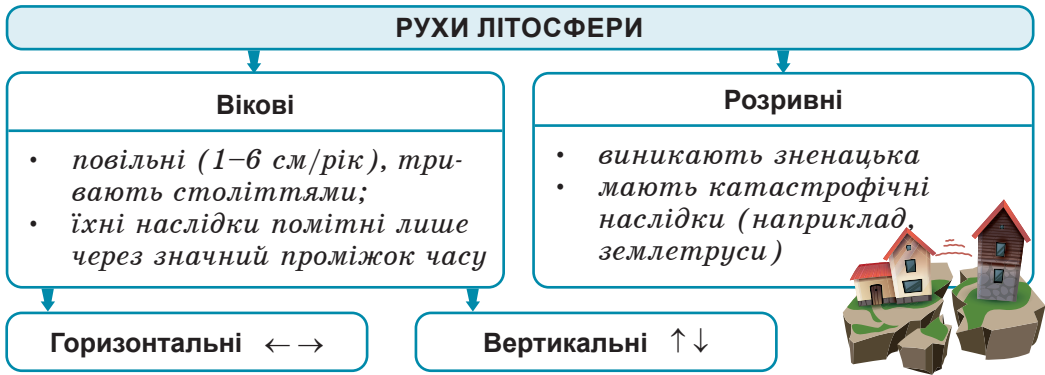 РУХИ ЛІТОСФЕРИ
Вікові
• повільні (1–6 см/рік), три-
вають століттями;
• їхні наслідки помітні лише
через значний проміжок часу
Розривні
• виникають зненацька
• мають катастрофічні
наслідки (наприклад,
землетруси)
Горизонтальні ←→
Вертикальні ↑↓